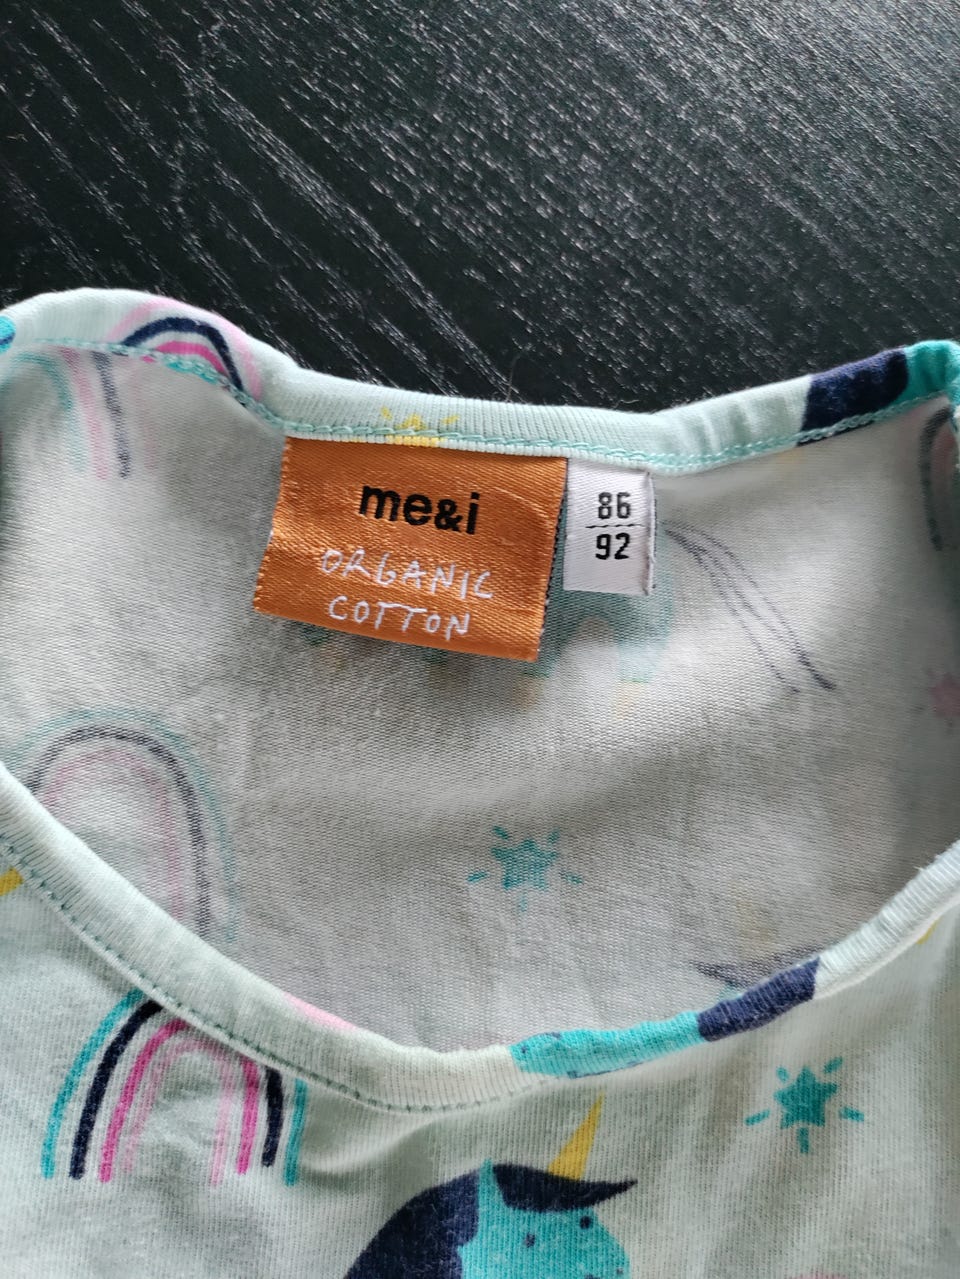 me&i
ORGANIC
COTTON
86
92